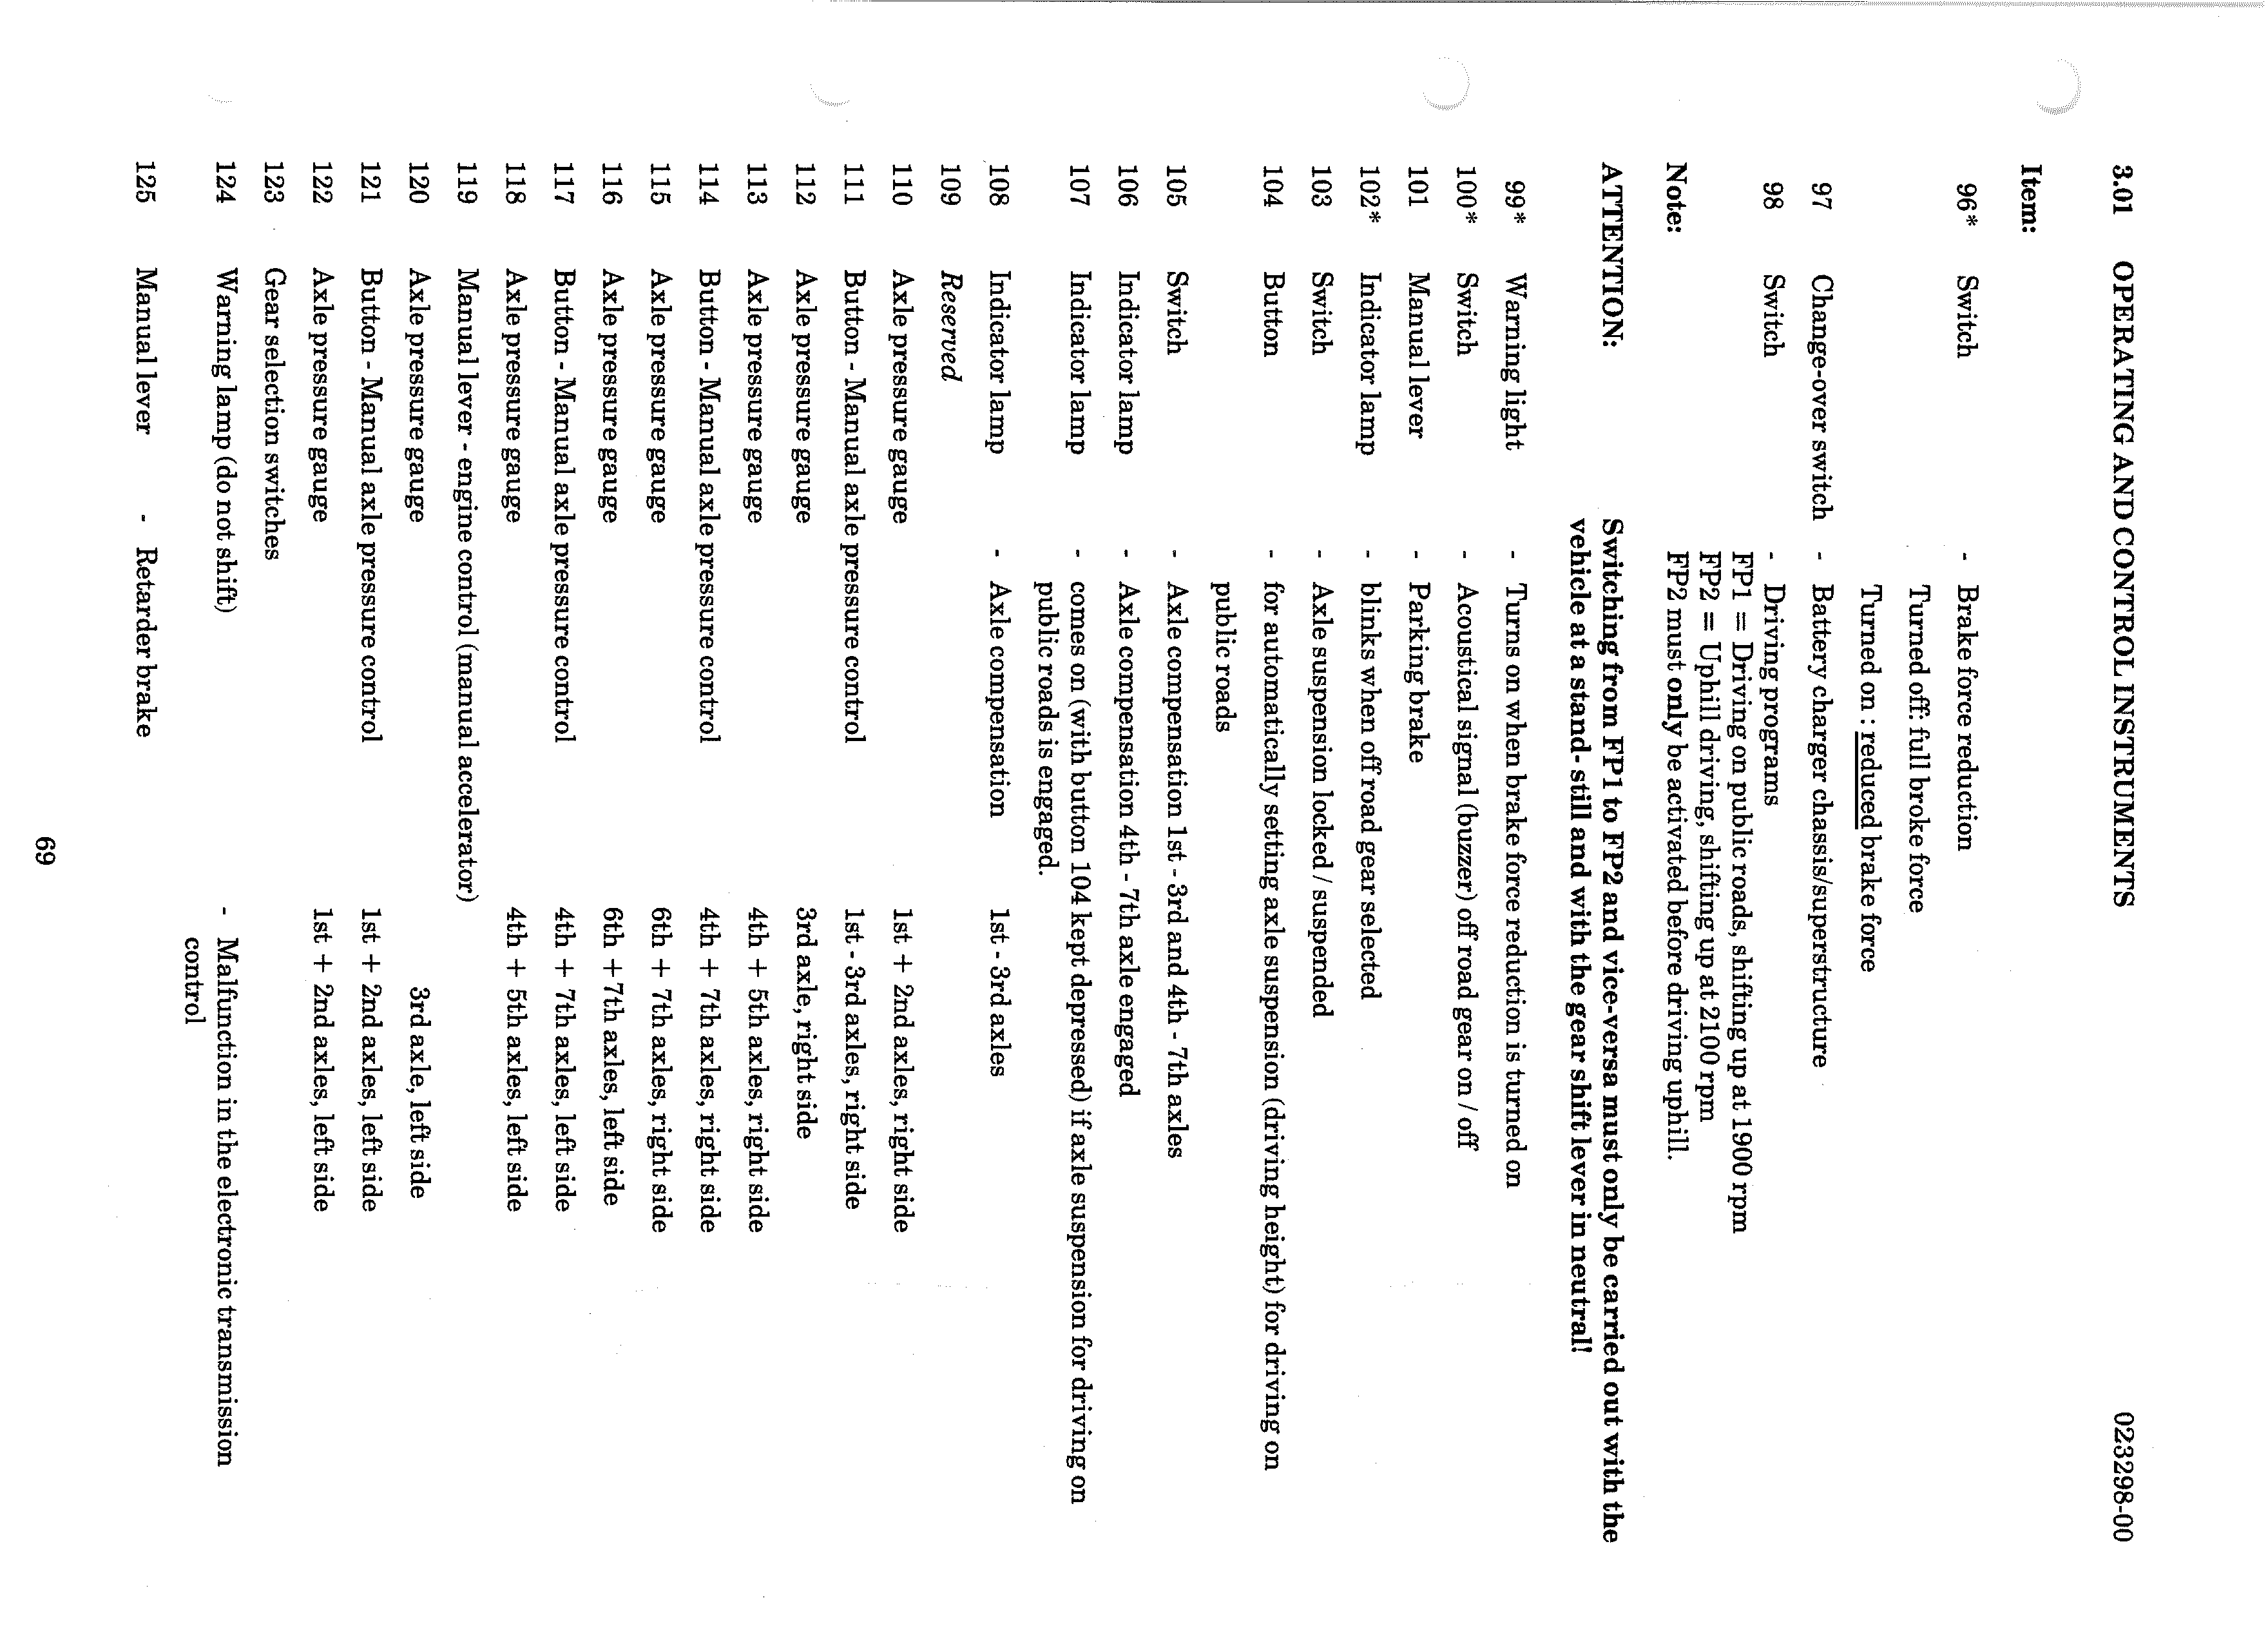 3.01 OPERATING AND CONTROL INSTRUMENTS 023298-00
Item:
96* Switch - Brake force reduction
Turned off: full broke force
Turned on : reduced brake force
97 Change-over switch - Battery charger chassis/superstructure
98 Switch - Driving programs
FP1 = Driving on public roads, shifting up at 1900 rpm
FP2 = Uphill driving, shifting up at 2100 rpm
Note: FP2 must only be activated before driving uphill.
ATTENTION: Switching from FP1 to FP2 and vice-versa must only be carried out with the
vehicle at a stand- still and with the gear shift lever in neutral!
99* Warning light - Turns on when brake force reduction is turned on
100* Switch - Acoustical signal (buzzer) off road gear on / off
101 Manual lever - Parking brake
102* Indicator lamp - blinks when off road gear selected
103 Switch - Axle suspension locked / suspended
104 Button - for automatically setting axle suspension (driving height) for driving on
public roads
105 Switch - Axle compensation 1st - 3rd and 4th - 7th axles
106 Indicator lamp - Axle compensation 4th - 7th axle engaged
107 Indicator lamp - comes on (with button 104 kept depressed) if axle suspension for driving on
public roads is engaged.
108 Indicator lamp - Axle compensation 1st - 3rd axles
109 Reserved
110 Axle pressure gauge 1st + 2nd axles, right side
111 Button - Manual axle pressure control 1st - 3rd axles, right side
112 Axle pressure gauge 3rd axle, right side
113 Axle pressure gauge 4th + 5th axles, right side
114 Button - Manual axle pressure control 4th + 7th axles, right side
115 Axle pressure gauge 6th + 7th axles, right side
116 Axle pressure gauge 6th +7th axles, left side
117 Button - Manual axle pressure control 4th + 7th axles, left side
118 Axle pressure gauge 4th + 5th axles, left side
119 Manual lever - engine control (manual accelerator)
120 Axle pressure gauge 3rd axle, left side
121 Button - Manual axle pressure control 1st + 2nd axles, left side
122 Axle pressure gauge 1st + 2nd axles, left side
123 Gear selection switches
124 Warning lamp (do not shift) - Malfunction in the electronic transmission
control
125 Manual lever - Retarder brake
69